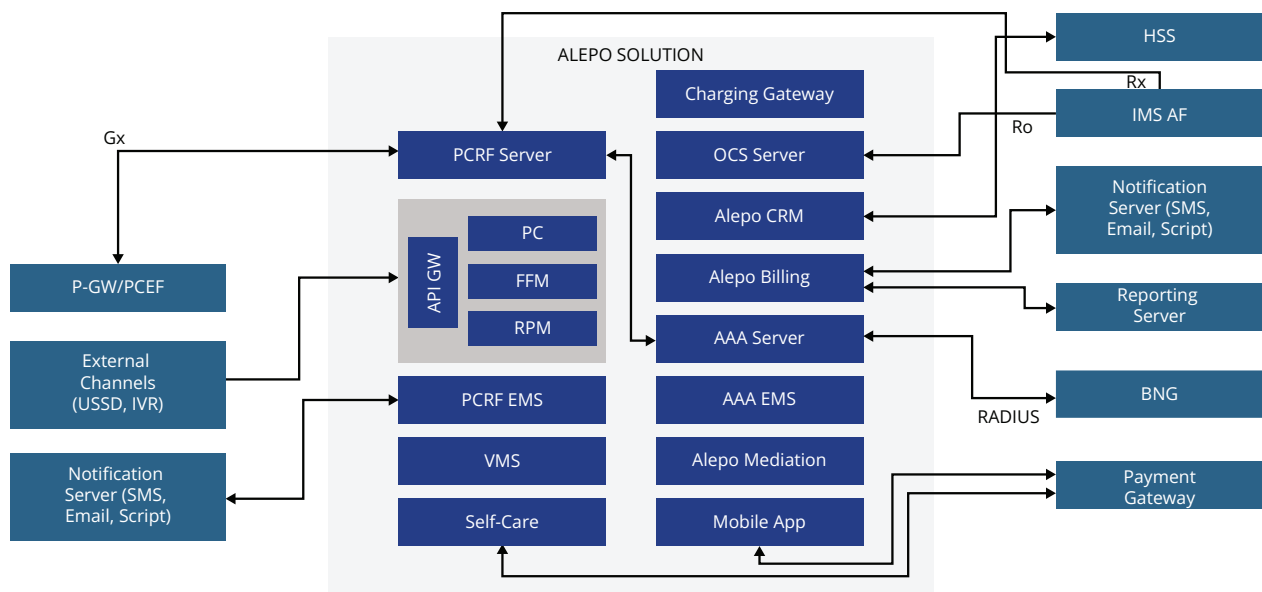 ALEPO SOLUTION
Gx
P-GW/PCEF
External
Channels
(USSD, IVR)
Notification
Server (SMS,
Email, Script)
PCRF Server
API GW
PC
FFM
RPM
PCRF EMS
VMS
Self-Care
Charging Gateway
OCS Server
Alepo CRM
Alepo Billing
AAA Server
AAA EMS
Alepo Mediation
Mobile App
Rx
Ro
RADIUS
HSS
IMS AF
Notification
Server (SMS,
Email, Script)
Reporting
Server
BNG
Payment
Gateway